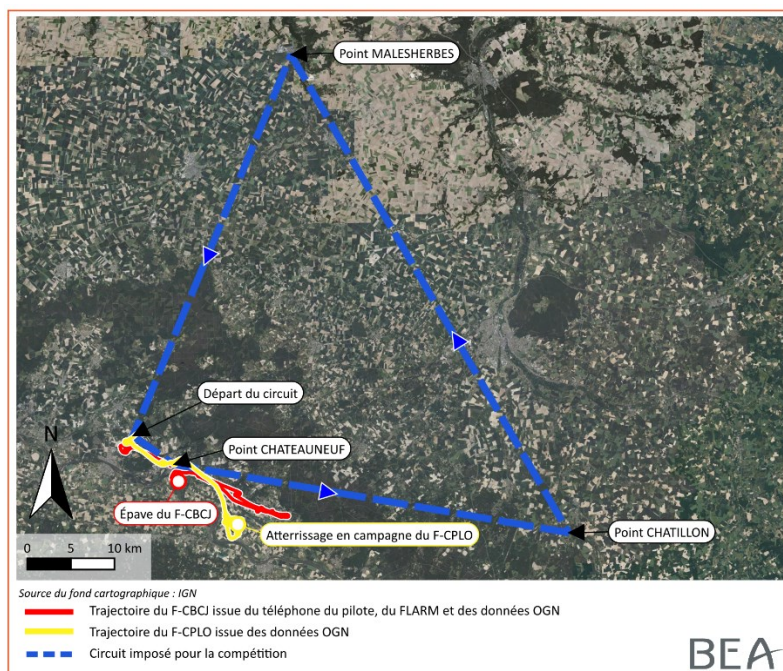 Point MALESHERBES
Départ du circuit
N
Point CHATEAUNEUF
Épave du F-CBCJ
Atterrissage en campagne du F-CPLO
Point CHATILLON
0 5 10 km
Source du fond cartographique : IGN
Trajectoire du F-CBCJ issue du téléphone du pilote, du FLARM et des données OGN
Trajectoire du F-CPLO issue des données OGN
Circuit imposé pour la compétition
BEA